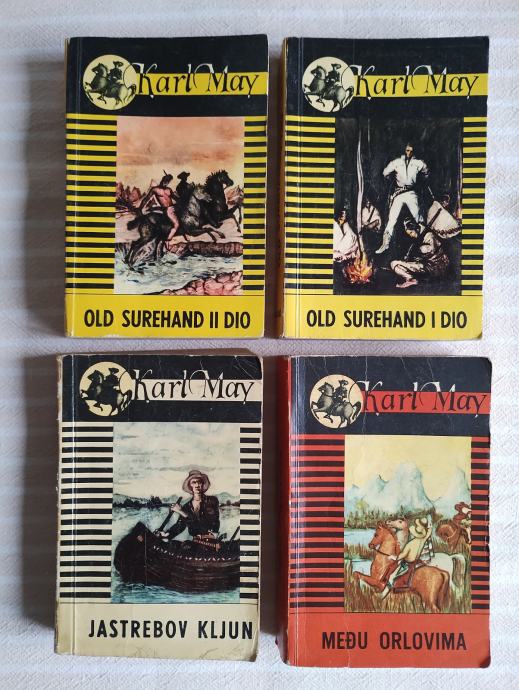 Karl May
OLD SUREHAND II DIO
Karl May
OLD SUREHAND I DIO
Karl May
JASTREBOV KLJUN
Karl May
MEĐU ORLOVIMA